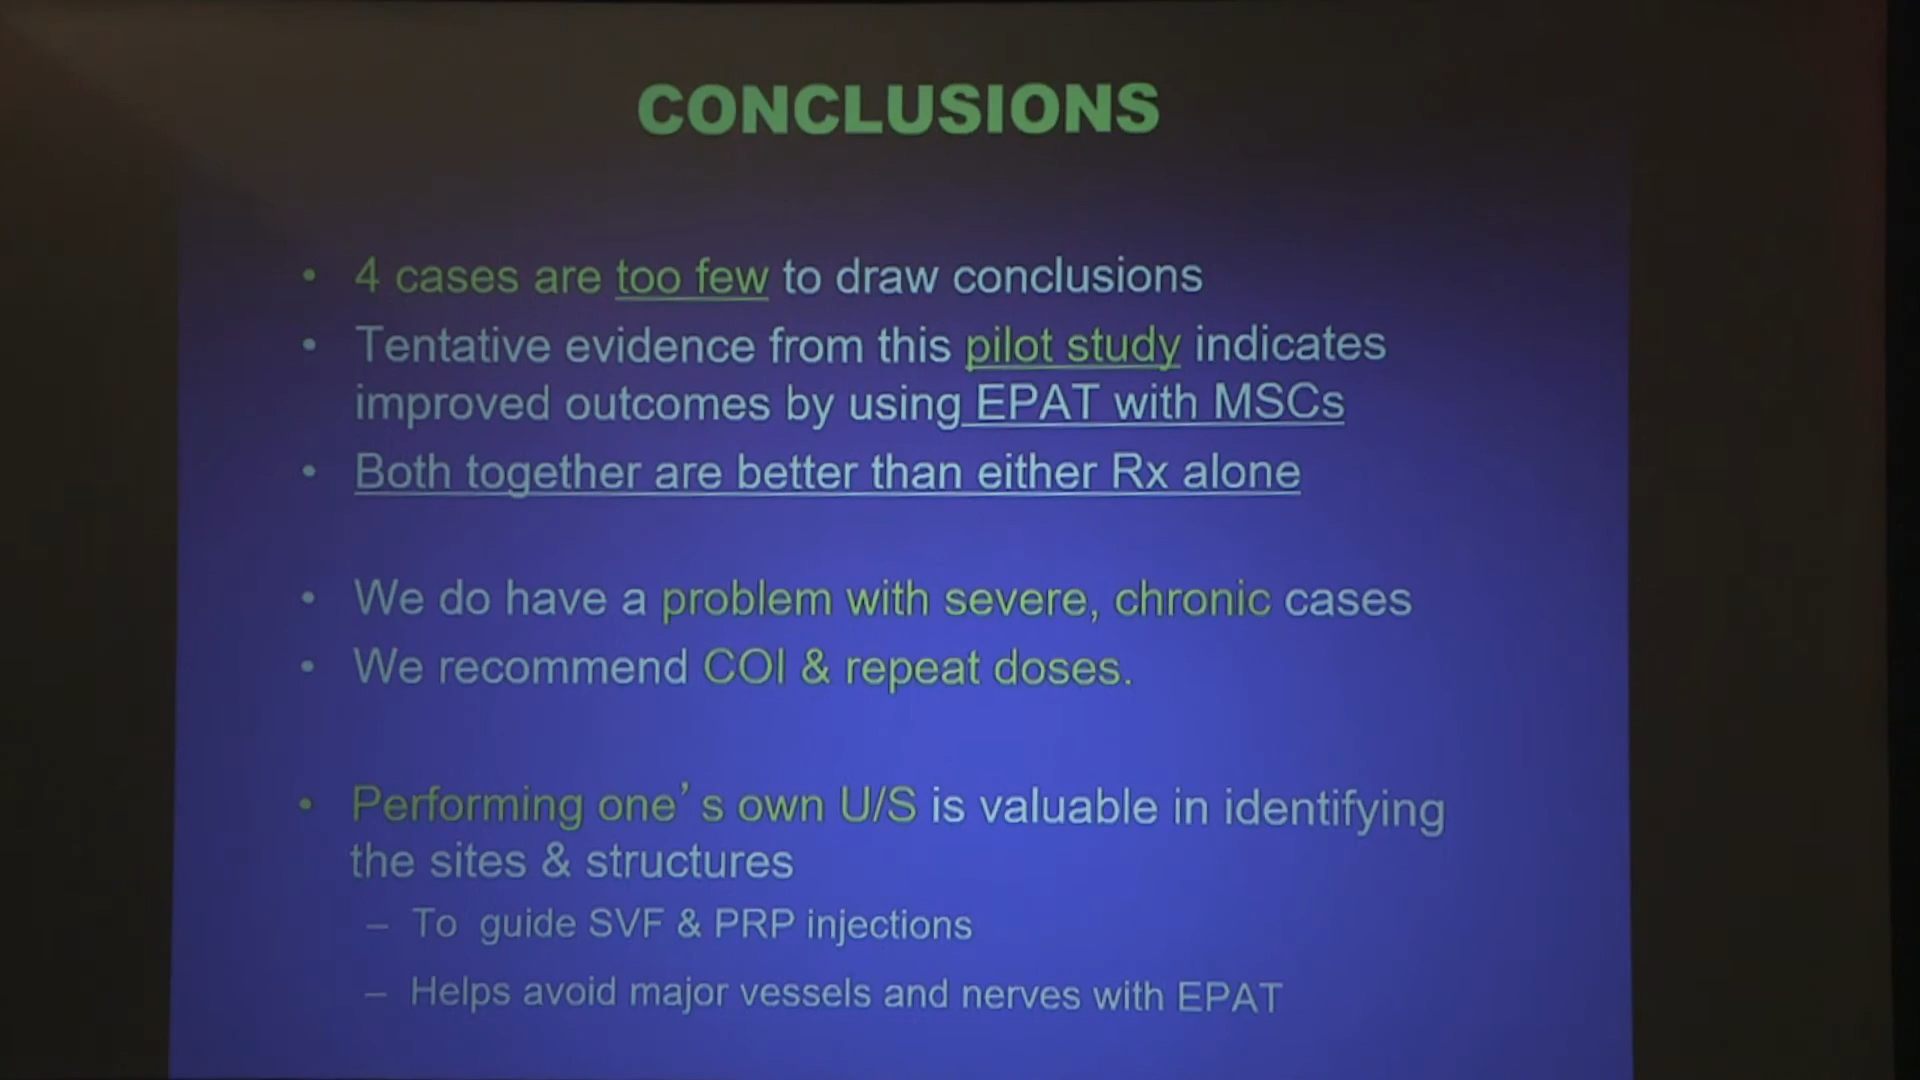 CONCLUSIONS
• 4 cases are too few to draw conclusions
• Tentative evidence from this pilot study indicates
improved outcomes by using EPAT with MSCs
• Both together are better than either Rx alone
• We do have a problem with severe, chronic cases
• We recommend COI & repeat doses.
• Performing one's own U/S is valuable in identifying
the sites & structures
– To guide SVF & PRP injections
– Helps avoid major vessels and nerves with EPAT